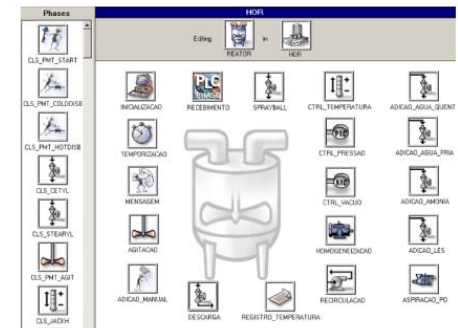 Phases
HOR
Editing
REATOR
in
HOR
CLS_PMT_START
CLS_PMT_COLDDISB
CLS_PMT_HOTDISB
CLS_CETYL
CLS_STEARYL
CLS_PMT_AGIT
CLS_JACKH
INICIALIZACAO
RECEBIMENTO
SPRAYBALL
CTRL_TEMPERATURA
ADICAO_AGUA_QUENT
TEMPORIZACAO
CTRL_PRESSAO
ADICAO_AGUA_FRIA
MENSAGEM
CTRL_VACUO
ADICAO_AMONIA
AGITACAO
HOMOGENEIZACAO
ADICAO_LES
ADICAO_MANUAL
DESCARGA
REGISTRO_TEMPERATURA
RECIRCULACAO
ASPIRACAO_PO